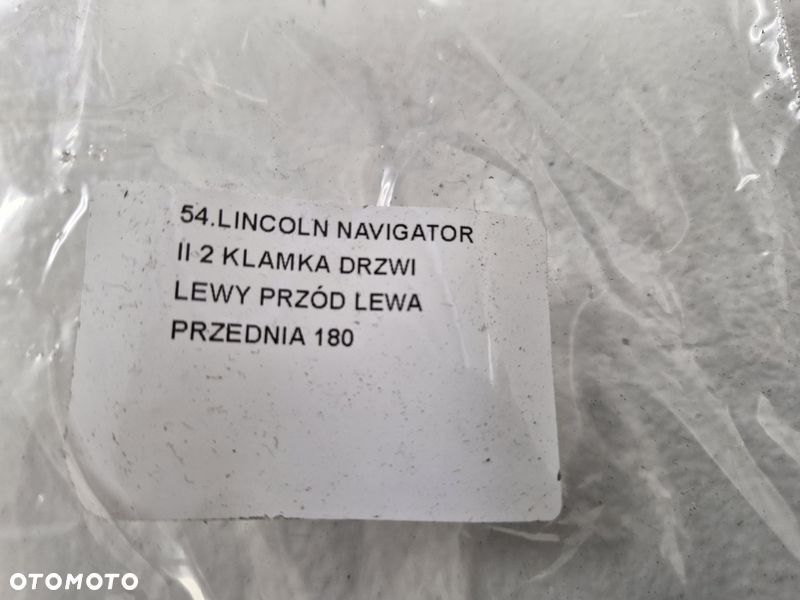 54.LINCOLN NAVIGATOR
II 2 KLAMKA DRZWI
LEWY PRZÓD LEWA
PRZEDNIA 180
OTOMOTO